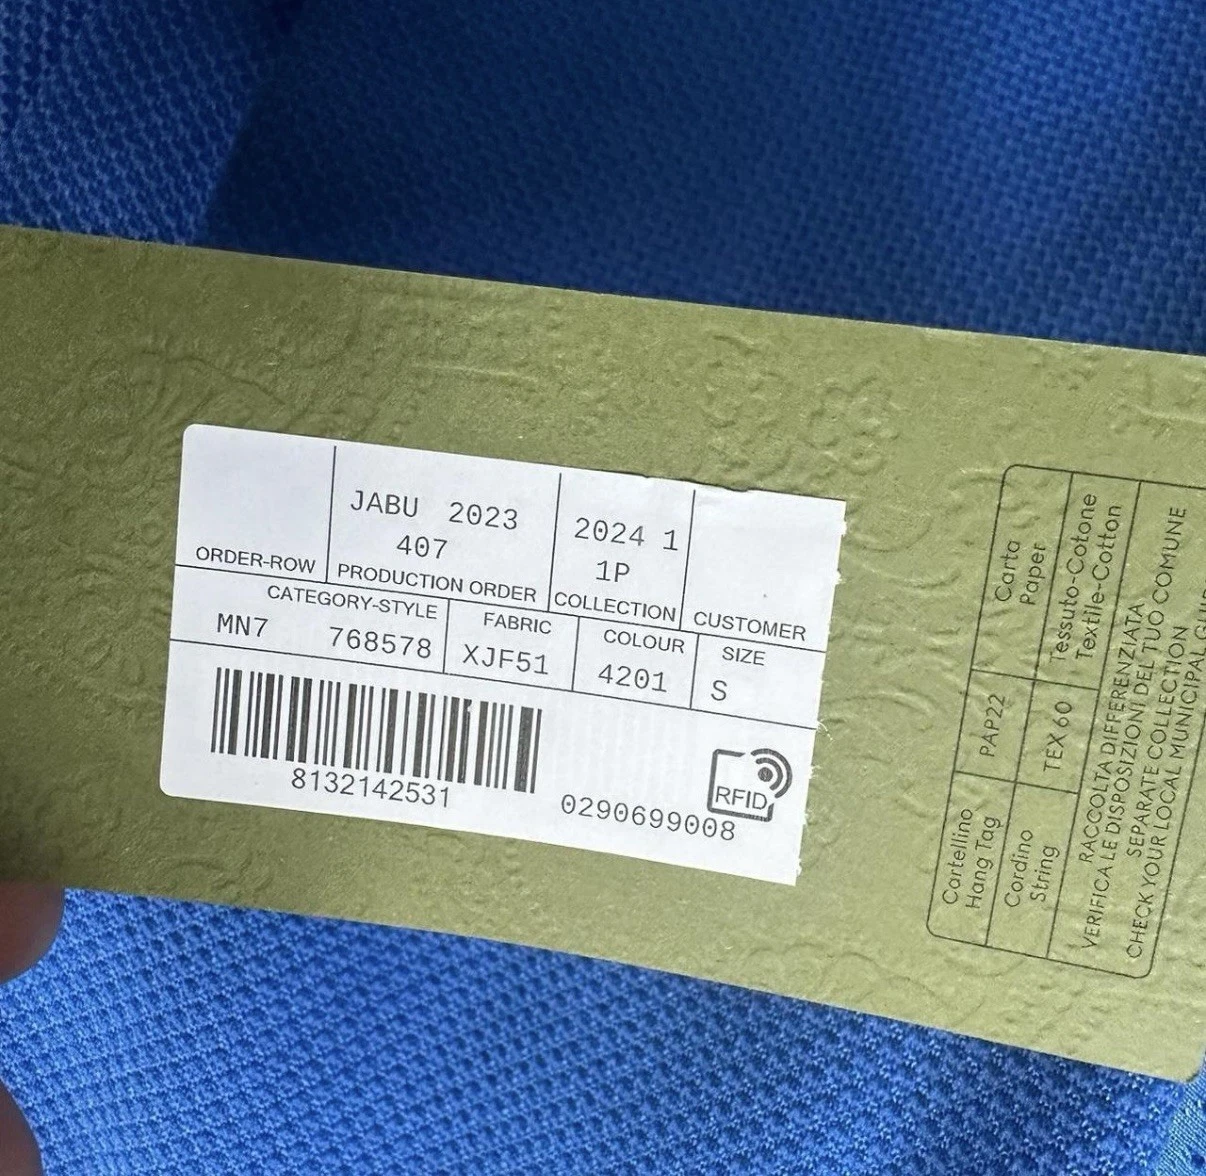 JABU 2023
407
ORDER-ROW
PRODUCTION ORDER
2024 1
1P
COLLECTION
CUSTOMER
CATEGORY-STYLE
MN7 768578
FABRIC
XJF51
COLOUR
4201
SIZE
S
8132142531
0290699008
RFID
Cartellino
Hang Tag
PAP22
Carta
Paper
Cordino
String
TEX 60
Tessuto-Cotone
Textile-Cotton
RACCOLTA DIFFERENZIATA
VERIFICA LE DISPOSIZIONI DEL TUO COMUNE
SEPARATE COLLECTION
CHECK YOUR LOCAL MUNICIPAL